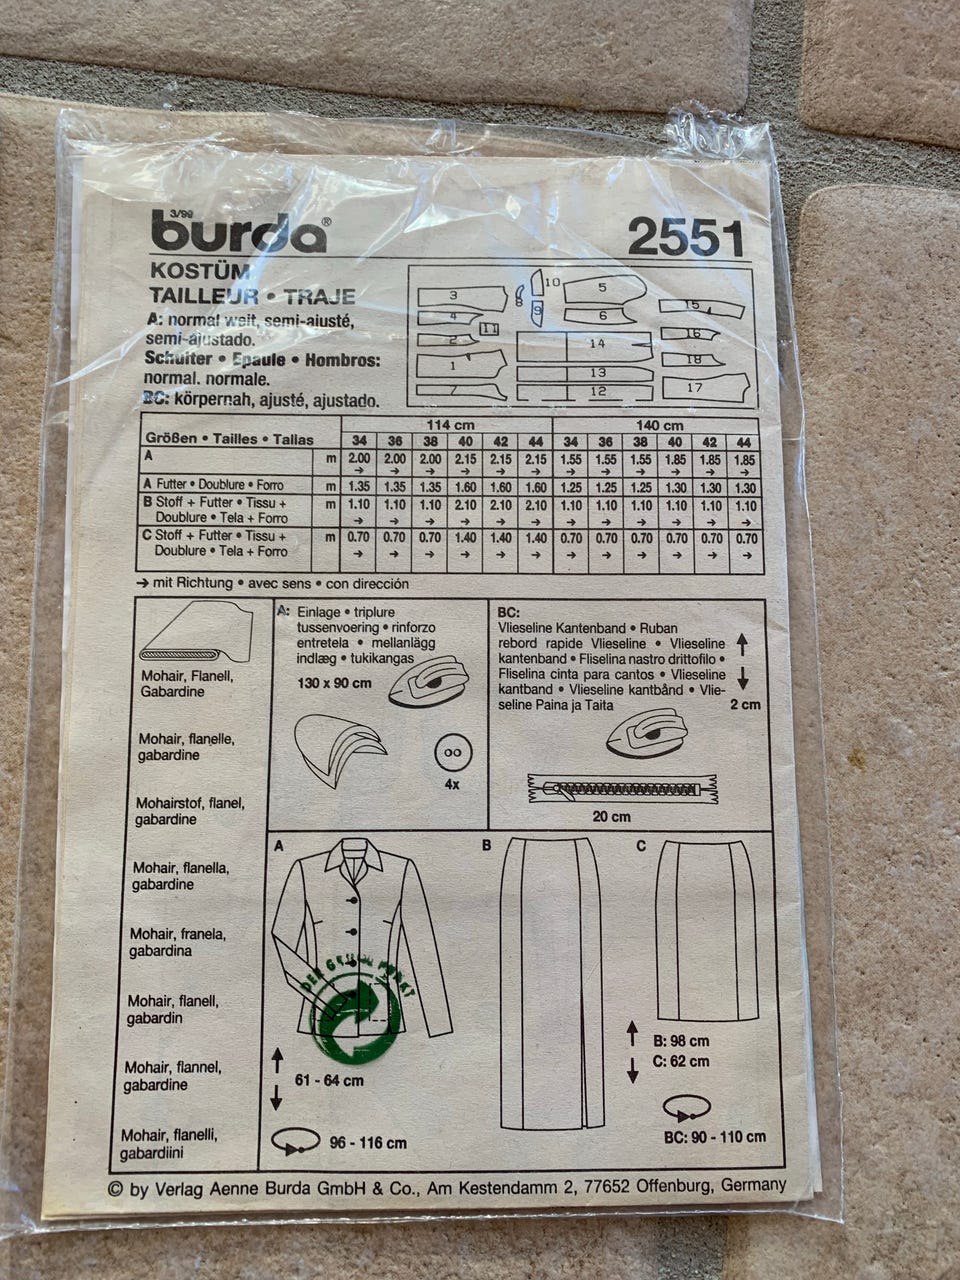 3/99
burda®
2551
KOSTÜM
TAILLEUR • TRAJE
A: normal weit, semi-ajusté,
semi-ajustado.
Schulter • Epaule • Hombros:
normal. normale.
BC: körpernah, ajusté, ajustado.
10
3
8
5
4
9
6
15
11
2
14
16
1
13
18
7
12
17
114 cm 140 cm
Größen • Tailles • Tallas 34 36 38 40 42 44 34 36 38 40 42 44
A m 2.00 2.00 2.00 2.15 2.15 2.15 1.55 1.55 1.55 1.85 1.85 1.85
→ → → → → → → → → → → →
A Futter • Doublure • Forro m 1.35 1.35 1.35 1.60 1.60 1.60 1.25 1.25 1.25 1.30 1.30 1.30
B Stoff + Futter • Tissu + m 1.10 1.10 1.10 2.10 2.10 2.10 1.10 1.10 1.10 1.10 1.10 1.10
Doublure • Tela + Forro → → → → → → → → → → → →
C Stoff + Futter • Tissu + m 0.70 0.70 0.70 1.40 1.40 1.40 0.70 0.70 0.70 0.70 0.70 0.70
Doublure • Tela + Forro → → → → → → → → → → → →
→ mit Richtung • avec sens • con dirección
Mohair, Flanell,
Gabardine
Mohair, flanelle,
gabardine
Mohairstof, flanel,
gabardine
Mohair, flanella,
gabardine
Mohair, franela,
gabardina
Mohair, flanell,
gabardin
Mohair, flannel,
gabardine
Mohair, flanelli,
gabardiini
A: Einlage • triplure
tussenvoering • rinforzo
entretela • mellanlägg
indlæg • tukikangas
130 x 90 cm
4x
BC:
Vlieseline Kantenband • Ruban
rebord rapide Vlieseline • Vlieseline
kantenband • Fliselina nastro drittofilo •
Fliselina cinta para cantos • Vlieseline
kantband • Vlieseline kantbånd • Vlie-
seline Paina ja Taita
2 cm
20 cm
A
DER GRÜNE PUNKT
61 - 64 cm
96 - 116 cm
B
C
B: 98 cm
C: 62 cm
BC: 90 - 110 cm
© by Verlag Aenne Burda GmbH & Co., Am Kestendamm 2, 77652 Offenburg, Germany